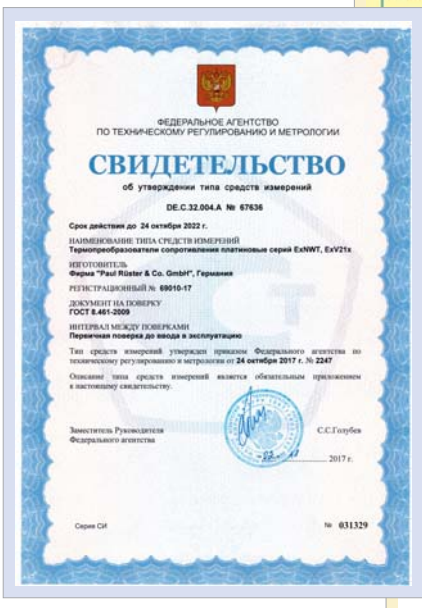 ФЕДЕРАЛЬНОЕ АГЕНТСТВО
ПО ТЕХНИЧЕСКОМУ РЕГУЛИРОВАНИЮ И МЕТРОЛОГИИ
СВИДЕТЕЛЬСТВО
об утверждении типа средств измерений
DE.C.32.004.A № 67636
Срок действия до 24 октября 2022 г.
НАИМЕНОВАНИЕ ТИПА СРЕДСТВ ИЗМЕРЕНИЙ
Термопреобразователи сопротивления платиновые серий ExNWT, ExV21x
ИЗГОТОВИТЕЛЬ
Фирма "Paul Rüster & Co. GmbH", Германия
РЕГИСТРАЦИОННЫЙ № 69010-17
ДОКУМЕНТ НА ПОВЕРКУ
ГОСТ 8.461-2009
ИНТЕРВАЛ МЕЖДУ ПОВЕРКАМИ
Первичная поверка до ввода в эксплуатацию
Тип средств измерений утвержден приказом Федерального агентства по
техническому регулированию и метрологии от 24 октября 2017 г. № 2247
Описание типа средств измерений является обязательным приложением
к настоящему свидетельству.
Заместитель Руководителя
Федерального агентства
С.С.Голубев
2017 г.
Серия СИ
№ 031329